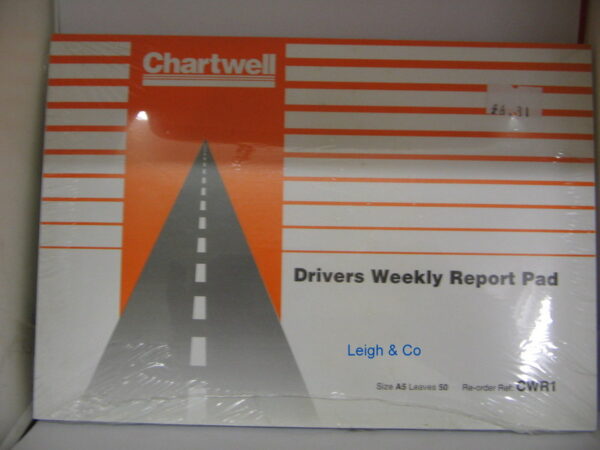 Chartwell
Drivers Weekly Report Pad
Leigh & Co
Size A5 Leaves 50 Re-order Ref: CWR1